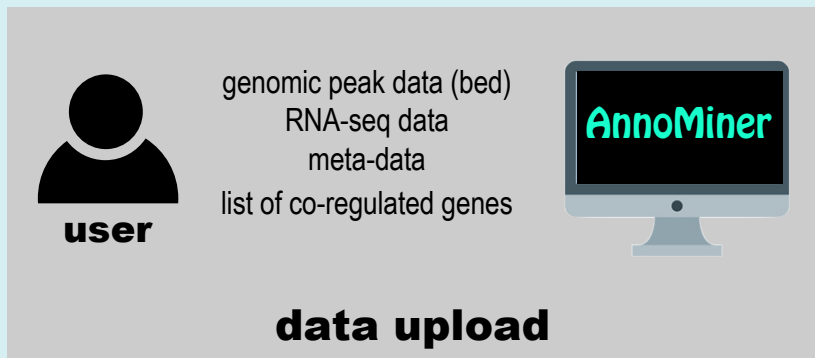 genomic peak data (bed)
RNA-seq data
meta-data
list of co-regulated genes
AnnoMiner
user
data upload